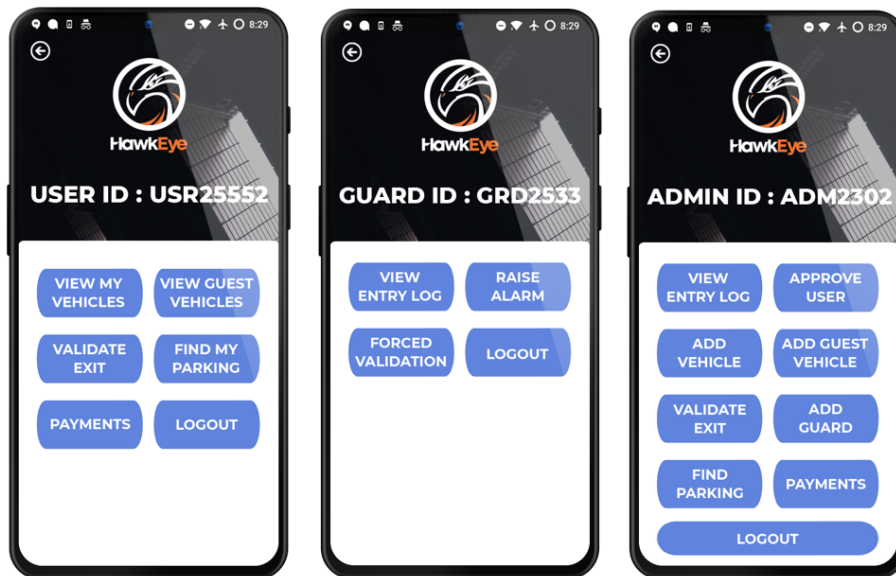 8:29
HawkEye
USER ID : USR25552
VIEW MY
VEHICLES
VIEW GUEST
VEHICLES
VALIDATE
EXIT
FIND MY
PARKING
PAYMENTS
LOGOUT
8:29
HawkEye
GUARD ID : GRD2533
VIEW
ENTRY LOG
RAISE
ALARM
FORCED
VALIDATION
LOGOUT
8:29
HawkEye
ADMIN ID : ADM2302
VIEW
ENTRY LOG
APPROVE
USER
ADD
VEHICLE
ADD GUEST
VEHICLE
VALIDATE
EXIT
ADD
GUARD
FIND
PARKING
PAYMENTS
LOGOUT